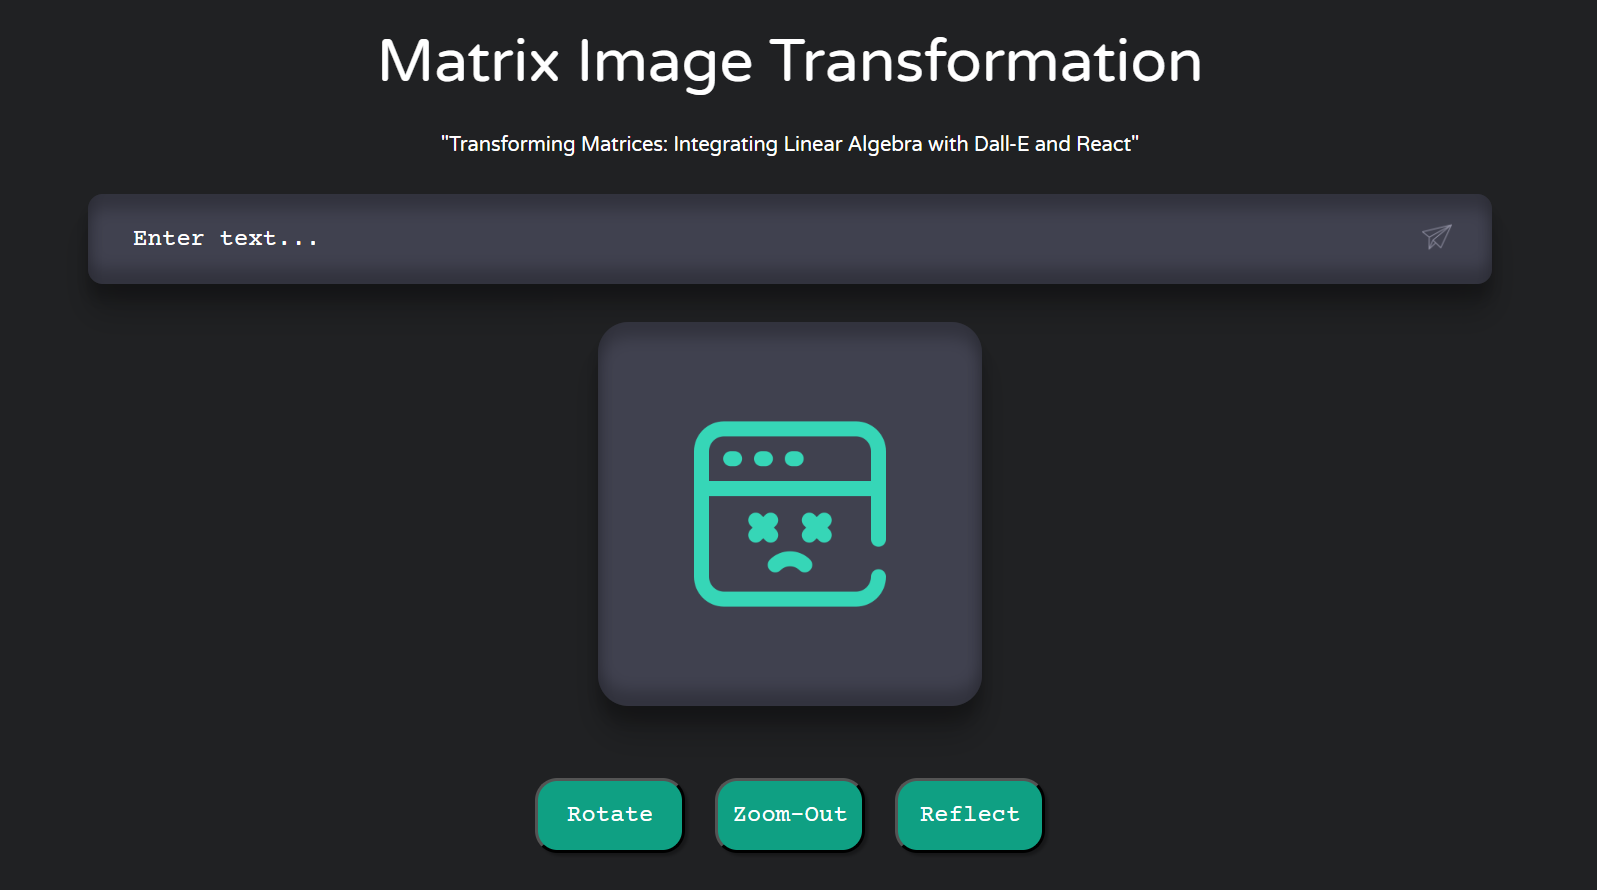 Matrix Image Transformation
"Transforming Matrices: Integrating Linear Algebra with Dall-E and React"
Enter text...
Rotate
Zoom-Out
Reflect